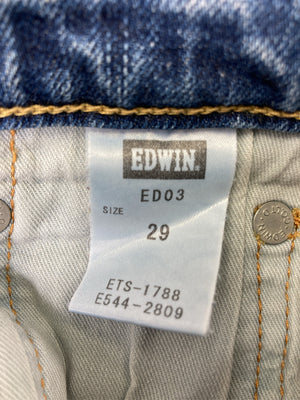 EDWIN.
ED03
SIZE
29
ETS-1788
E544-2809